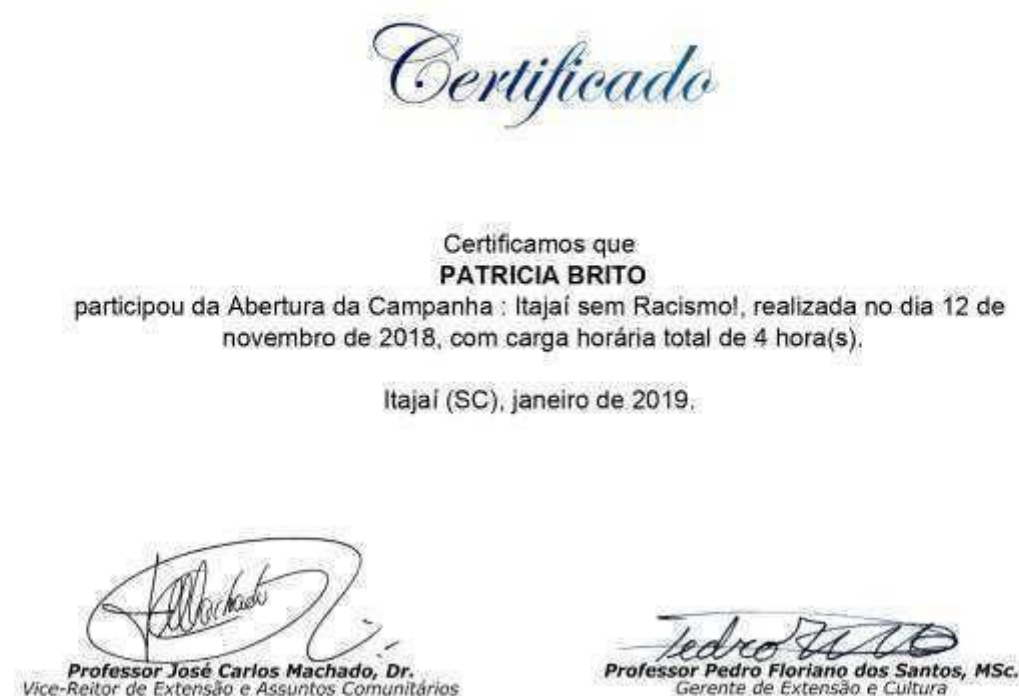 Certificado
Certificamos que
PATRICIA BRITO
participou da Abertura da Campanha : Itajaí sem Racismo!, realizada no dia 12 de
novembro de 2018, com carga horária total de 4 hora(s).
Itajaí (SC), janeiro de 2019.
Machado
Pedro
Professor José Carlos Machado, Dr.
Vice-Reitor de Extensão e Assuntos Comunitários
Professor Pedro Floriano dos Santos, MSc.
Gerente de Extensão e Cultura